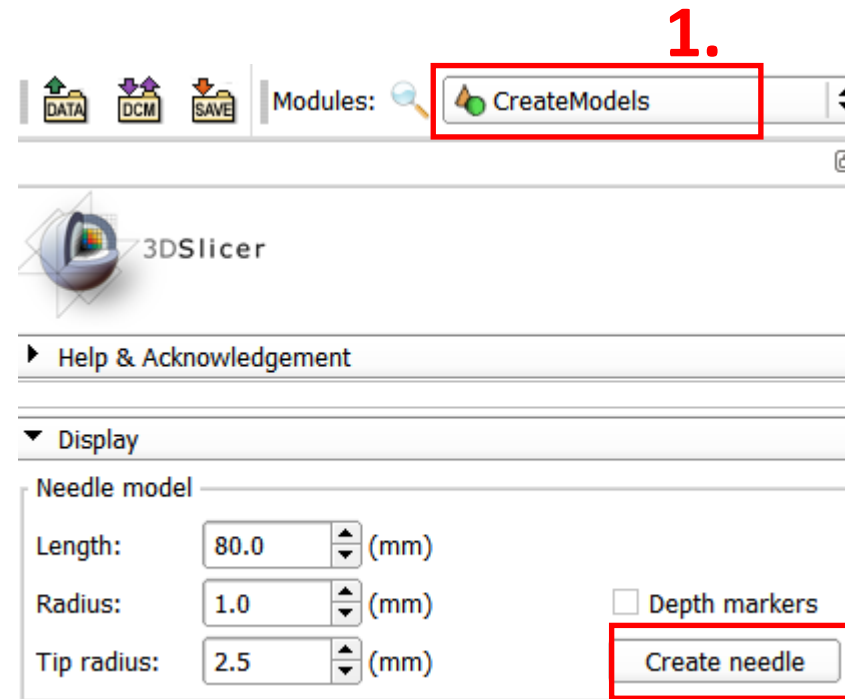 1.
DATA DCM SAVE Modules: CreateModels
3DSlicer
Help & Acknowledgement
Display
Needle model
Length: 80.0 (mm)
Radius: 1.0 (mm) Depth markers
Tip radius: 2.5 (mm) Create needle